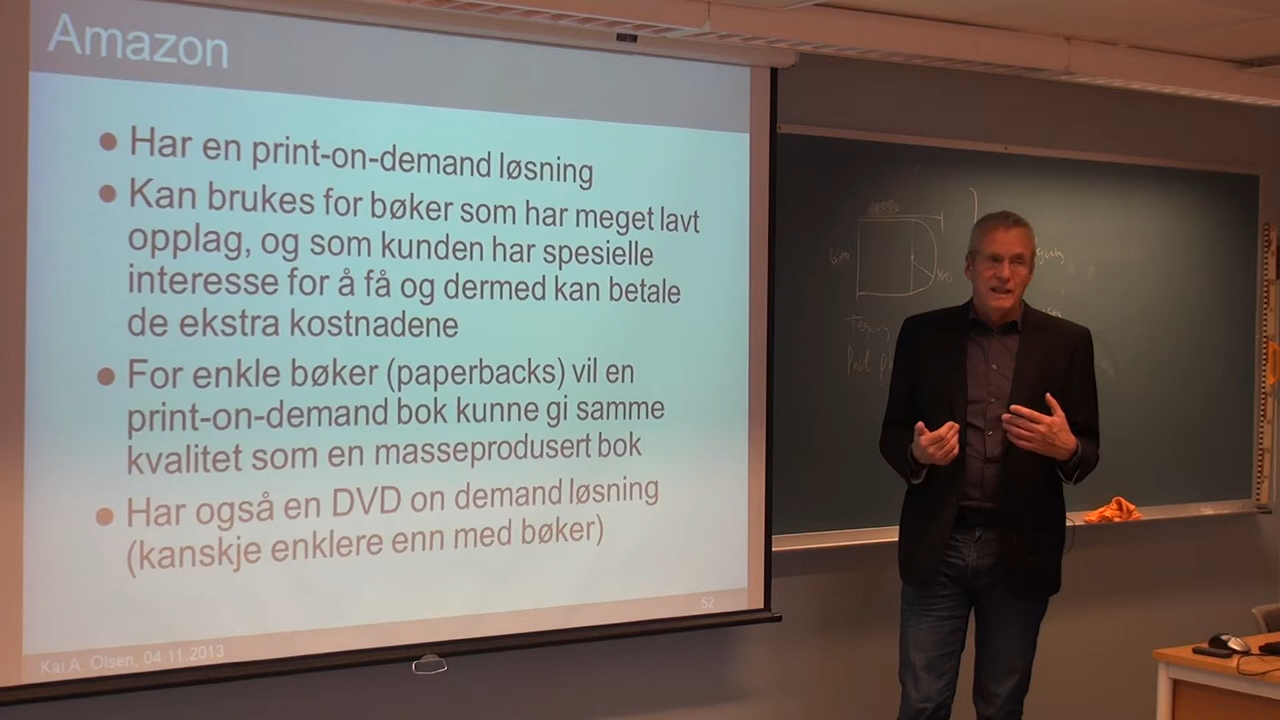 Amazon
● Har en print-on-demand løsning
● Kan brukes for bøker som har meget lavt
opplag, og som kunden har spesielle
interesse for å få og dermed kan betale
de ekstra kostnadene
● For enkle bøker (paperbacks) vil en
print-on-demand bok kunne gi samme
kvalitet som en masseprodusert bok
● Har også en DVD on demand løsning
(kanskje enklere enn med bøker)
52
Kai A. Olsen, 04.11.2013